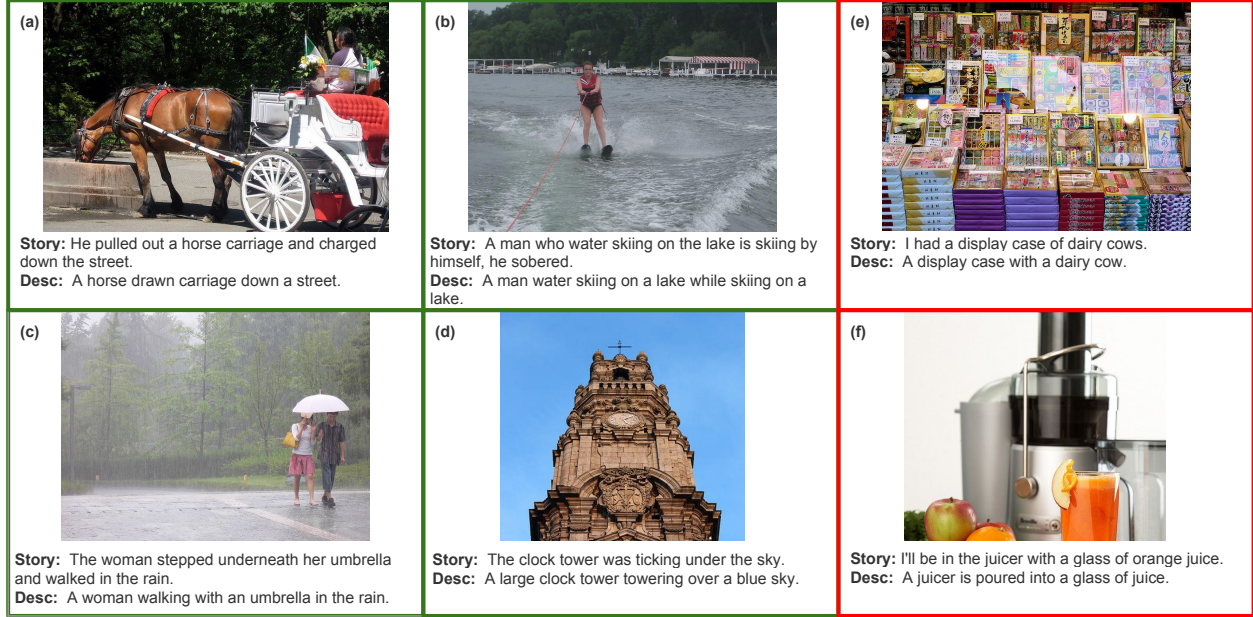 (a)
Story: He pulled out a horse carriage and charged
down the street.
Desc: A horse drawn carriage down a street.
(b)
Story: A man who water skiing on the lake is skiing by
himself, he sobered.
Desc: A man water skiing on a lake while skiing on a
lake.
(e)
Story: I had a display case of dairy cows.
Desc: A display case with a dairy cow.
(c)
Story: The woman stepped underneath her umbrella
and walked in the rain.
Desc: A woman walking with an umbrella in the rain.
(d)
Story: The clock tower was ticking under the sky.
Desc: A large clock tower towering over a blue sky.
(f)
Story: I'll be in the juicer with a glass of orange juice.
Desc: A juicer is poured into a glass of juice.